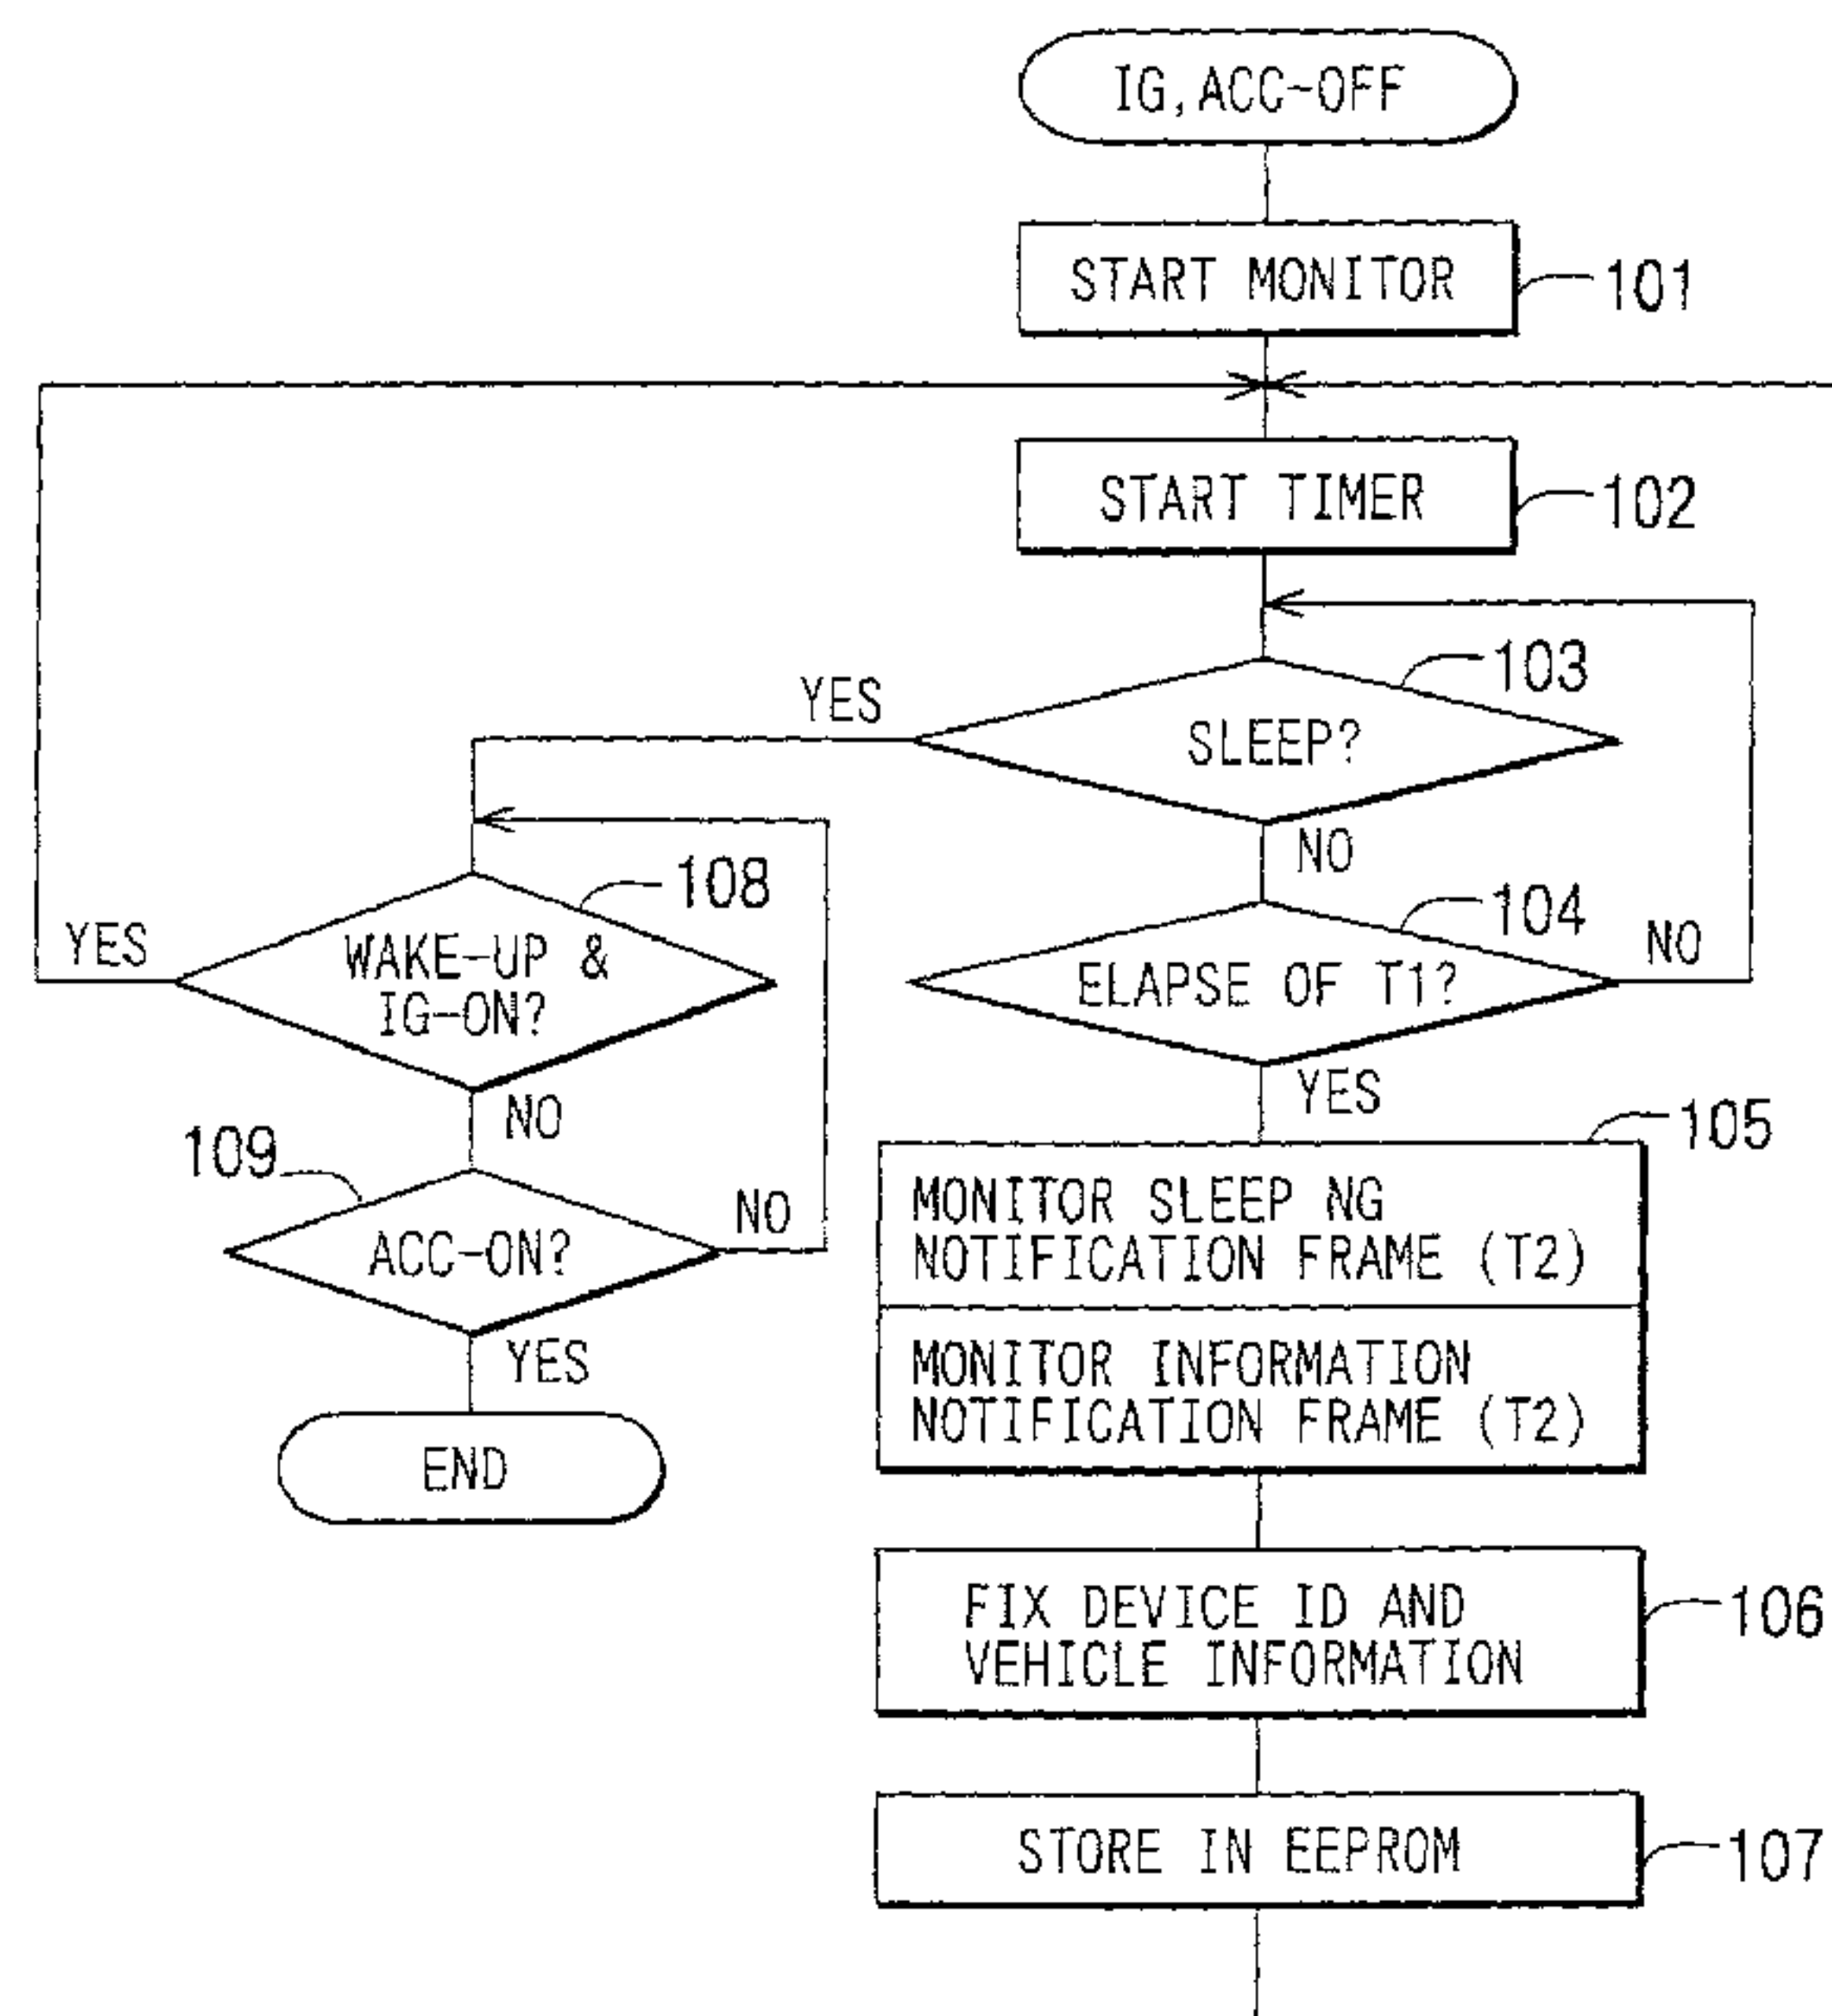 IG,ACC-OFF
START MONITOR
101
START TIMER
102
103
YES
SLEEP?
NO
108
104
YES
WAKE-UP &
IG-ON?
ELAPSE OF T1?
NO
NO
YES
109
ACC-ON?
NO
YES
END
105
MONITOR SLEEP NG
NOTIFICATION FRAME (T2)
MONITOR INFORMATION
NOTIFICATION FRAME (T2)
FIX DEVICE ID AND
VEHICLE INFORMATION
106
STORE IN EEPROM
107